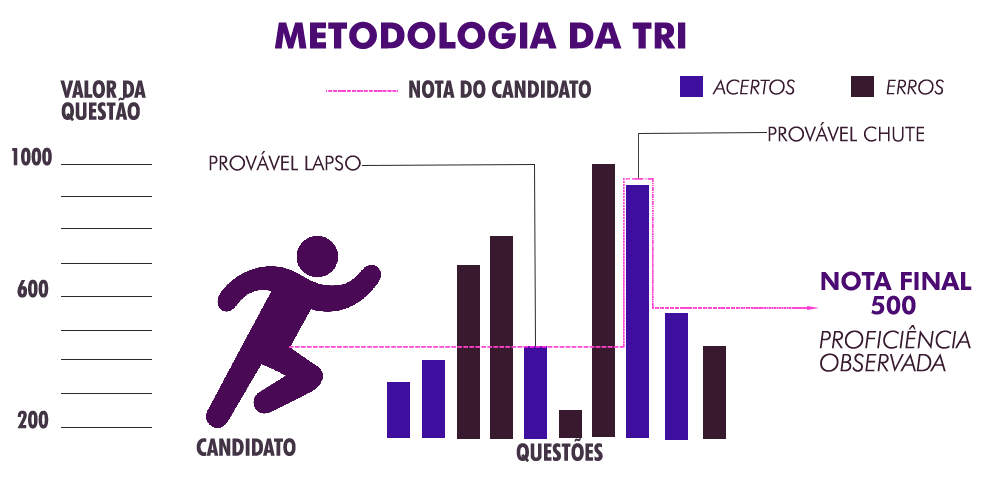 METODOLOGIA DA TRI
VALOR DA
QUESTÃO
NOTA DO CANDIDATO
ACERTOS
ERROS
1000
600
200
PROVÁVEL LAPSO
PROVÁVEL CHUTE
NOTA FINAL
500
PROFICIÊNCIA
OBSERVADA
CANDIDATO
QUESTÕES